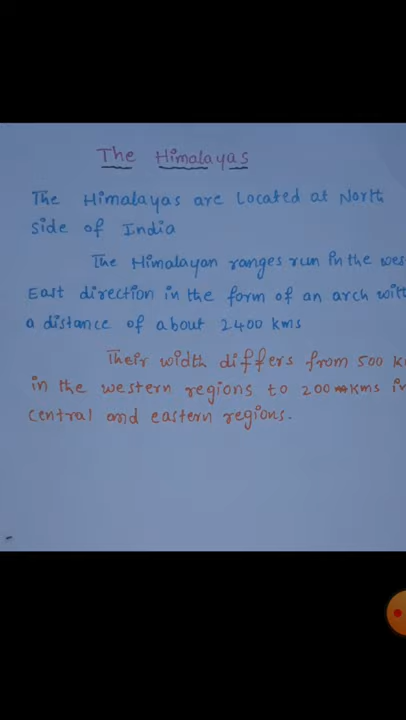 The Himalayas
The Himalayas are Located at North
side of India
The Himalayan ranges run in the wes
East direction in the form of an arch wit
a distance of about 2400 kms
Their width differs from 500 k
in the western regions to 200 kms in
central and eastern regions.